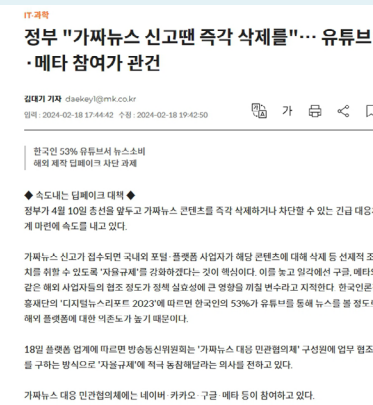 IT·과학
정부 "가짜뉴스 신고땐 즉각 삭제를"… 유튜브
·메타 참여가 관건
김대기 기자 daekey1@mk.co.kr
입력 : 2024-02-18 17:44:42 수정 : 2024-02-18 19:42:50
가
한국인 53% 유튜브서 뉴스소비
해외 제작 딥페이크 차단 과제
◆ 속도내는 딥페이크 대책 ◆
정부가 4월 10일 총선을 앞두고 가짜뉴스 콘텐츠를 즉각 삭제하거나 차단할 수 있는 긴급 대응
계 마련에 속도를 내고 있다.
가짜뉴스 신고가 접수되면 국내외 포털·플랫폼 사업자가 해당 콘텐츠에 대해 삭제 등 선제적 조
치를 취할 수 있도록 '자율규제'를 강화하겠다는 것이 핵심이다. 이를 놓고 일각에선 구글, 메타
같은 해외 사업자들의 협조 정도가 정책 실효성에 큰 영향을 끼칠 변수라고 지적한다. 한국언론
흥재단의 '디지털뉴스리포트 2023'에 따르면 한국인의 53%가 유튜브를 통해 뉴스를 볼 정도
해외 플랫폼에 대한 의존도가 높기 때문이다.
18일 플랫폼 업계에 따르면 방송통신위원회는 '가짜뉴스 대응 민관협의체' 구성원에 업무 협조
를 구하는 방식으로 '자율규제'에 적극 동참해달라는 의사를 전하고 있다.
가짜뉴스 대응 민관협의체에는 네이버·카카오·구글·메타 등이 참여하고 있다.